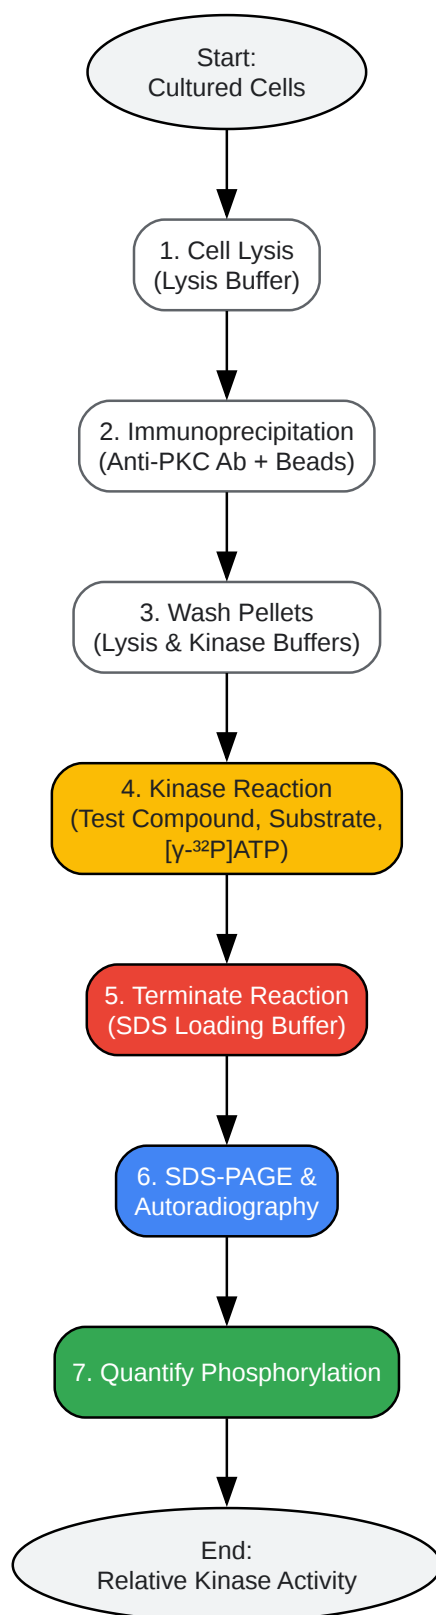 Start:
Cultured Cells
1. Cell Lysis
(Lysis Buffer)
2. Immunoprecipitation
(Anti-PKC Ab + Beads)
3. Wash Pellets
(Lysis & Kinase Buffers)
4. Kinase Reaction
(Test Compound, Substrate,
[γ-³²P]ATP)
5. Terminate Reaction
(SDS Loading Buffer)
6. SDS-PAGE &
Autoradiography
7. Quantify Phosphorylation
End:
Relative Kinase Activity